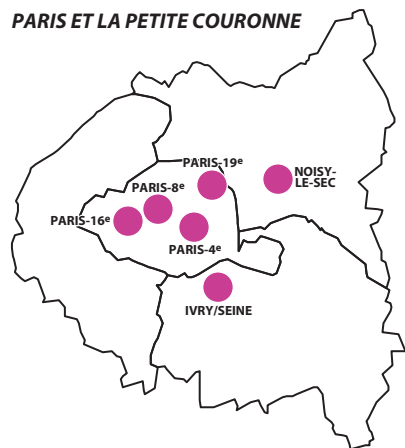 PARIS ET LA PETITE COURONNE
PARIS-19e
NOISY-
LE-SEC
PARIS-8e
PARIS-16e
PARIS-4e
IVRY/SEINE